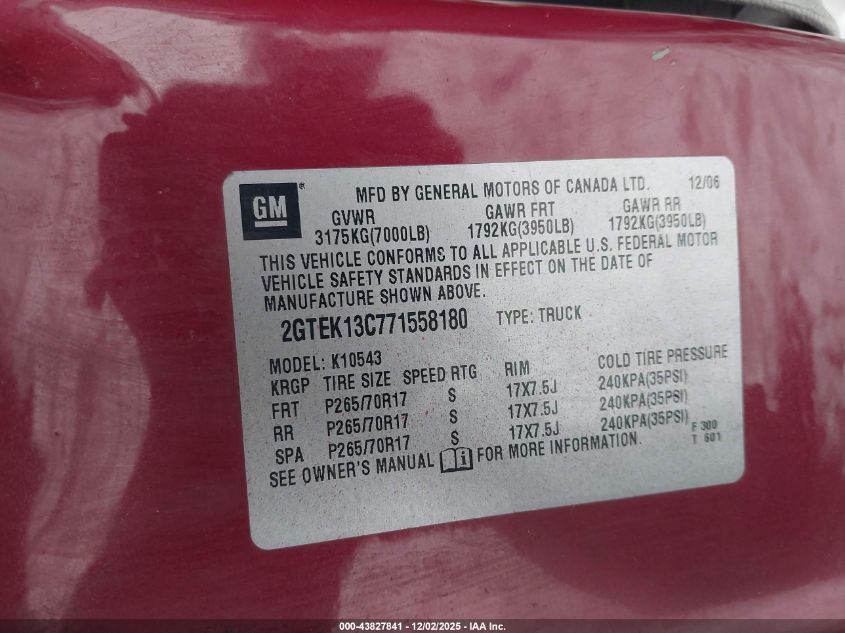 GM
MFD BY GENERAL MOTORS OF CANADA LTD. 12/06
GVWR GAWR FRT GAWR RR
3175KG(7000LB) 1792KG(3950LB) 1792KG(3950LB)
THIS VEHICLE CONFORMS TO ALL APPLICABLE U.S. FEDERAL MOTOR
VEHICLE SAFETY STANDARDS IN EFFECT ON THE DATE OF
MANUFACTURE SHOWN ABOVE.
2GTEK13C771558180 TYPE: TRUCK
MODEL: K10543
KRGP TIRE SIZE SPEED RTG RIM COLD TIRE PRESSURE
FRT P265/70R17 S 17X7.5J 240KPA(35PSI)
RR P265/70R17 S 17X7.5J 240KPA(35PSI)
SPA P265/70R17 S 17X7.5J 240KPA(35PSI)
SEE OWNER'S MANUAL FOR MORE INFORMATION.
F 300
T 601
000-43827841 - 12/02/2025 - IAA Inc.